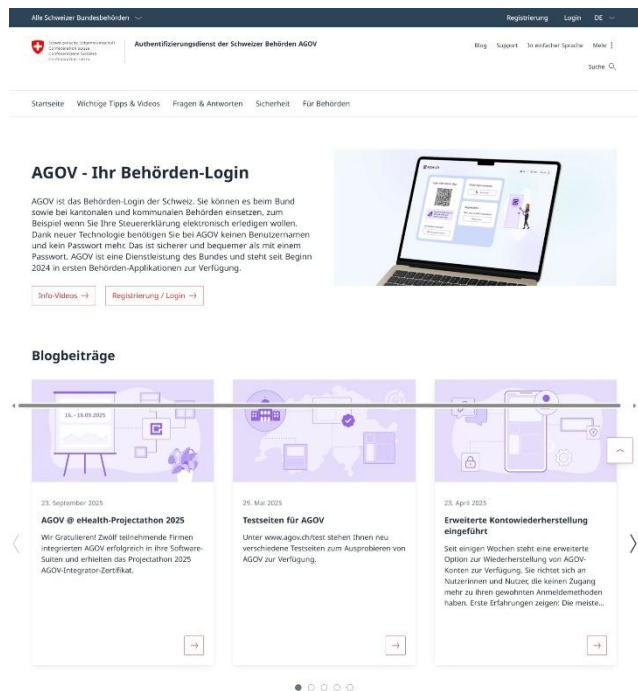 Alle Schweizer Bundesbehörden
Registrierung Login DE
Schweizerische Eidgenossenschaft
Confédération suisse
Confederazione Svizzera
Confederaziun svizra
Authentifizierungsdienst der Schweizer Behörden AGOV
Blog Support In einfacher Sprache Mehr
Suche
Startseite Wichtige Tipps & Videos Fragen & Antworten Sicherheit Für Behörden
AGOV - Ihr Behörden-Login
AGOV ist das Behörden-Login der Schweiz. Sie können es beim Bund
sowie bei kantonalen und kommunalen Behörden einsetzen, zum
Beispiel wenn Sie Ihre Steuererklärung elektronisch erledigen wollen.
Dank neuer Technologie benötigen Sie bei AGOV keinen Benutzernamen
und kein Passwort mehr. Das ist sicherer und bequemer als mit einem
Passwort. AGOV ist eine Dienstleistung des Bundes und steht seit Beginn
2024 in ersten Behörden-Applikationen zur Verfügung.
Info-Videos →
Registrierung / Login →
Blogbeiträge
16. - 18.09.2025
23. September 2025
AGOV @ eHealth-Projectathon 2025
Wir Gratulieren! Zwölf teilnehmende Firmen
integrierten AGOV erfolgreich in ihre Software-
Suiten und erhielten das Projectathon 2025
AGOV-Integrator-Zertifikat.
29. Mai 2025
Testseiten für AGOV
Unter www.agov.ch/test stehen Ihnen neu
verschiedene Testseiten zum Ausprobieren von
AGOV zur Verfügung.
23. April 2025
Erweiterte Kontowiederherstellung
eingeführt
Seit einigen Wochen steht eine erweiterte
Option zur Wiederherstellung von AGOV-
Konten zur Verfügung. Sie richtet sich an
Nutzerinnen und Nutzer, die keinen Zugang
mehr zu ihren gewohnten Anmeldemethoden
haben. Erste Erfahrungen zeigen: Die meiste...